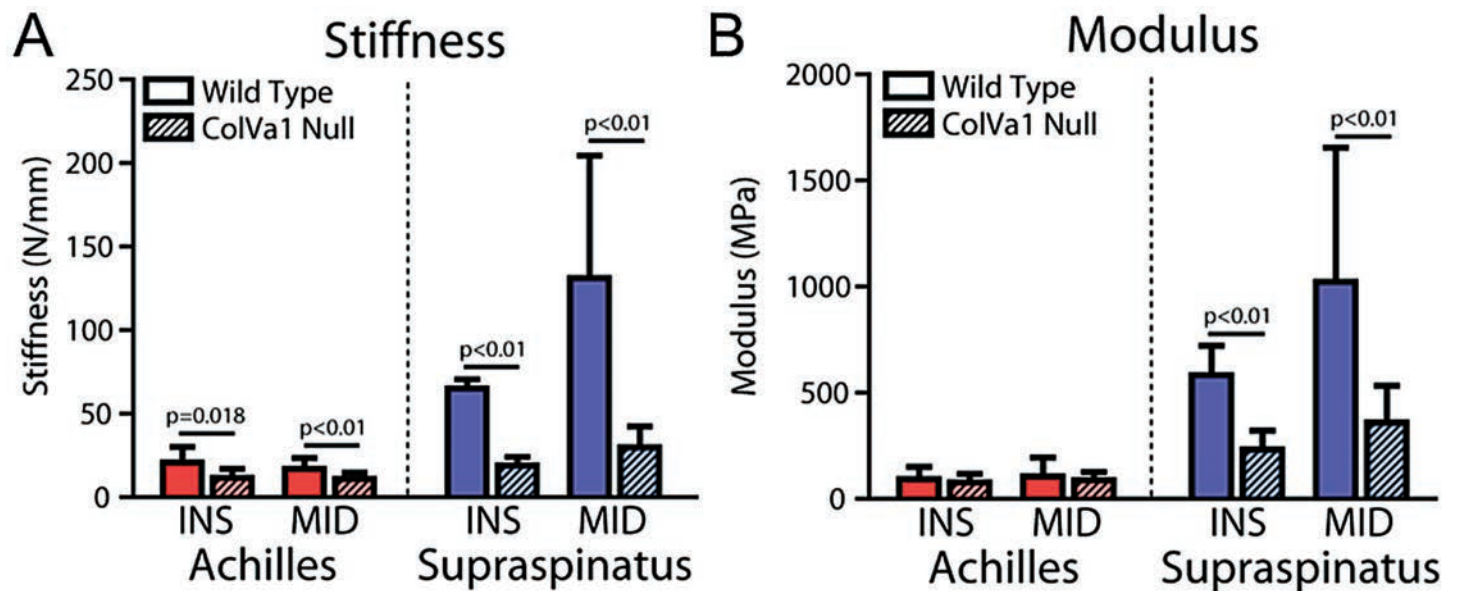 A
Stiffness
Wild Type
ColVa1 Null
Stiffness (N/mm)
250
200
150
100
50
0
p=0.018
p<0.01
p<0.01
p<0.01
INS
MID
INS
MID
Achilles
Supraspinatus
B
Modulus
Wild Type
ColVa1 Null
Modulus (MPa)
2000
1500
1000
500
0
p<0.01
p<0.01
INS
MID
INS
MID
Achilles
Supraspinatus